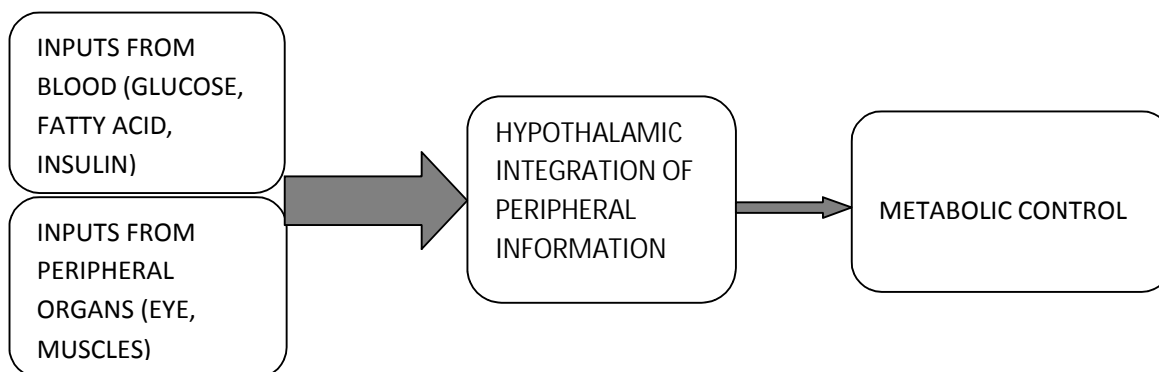 INPUTS FROM
BLOOD (GLUCOSE,
FATTY ACID,
INSULIN)
INPUTS FROM
PERIPHERAL
ORGANS (EYE,
MUSCLES)
HYPOTHALAMIC
INTEGRATION OF
PERIPHERAL
INFORMATION
METABOLIC CONTROL